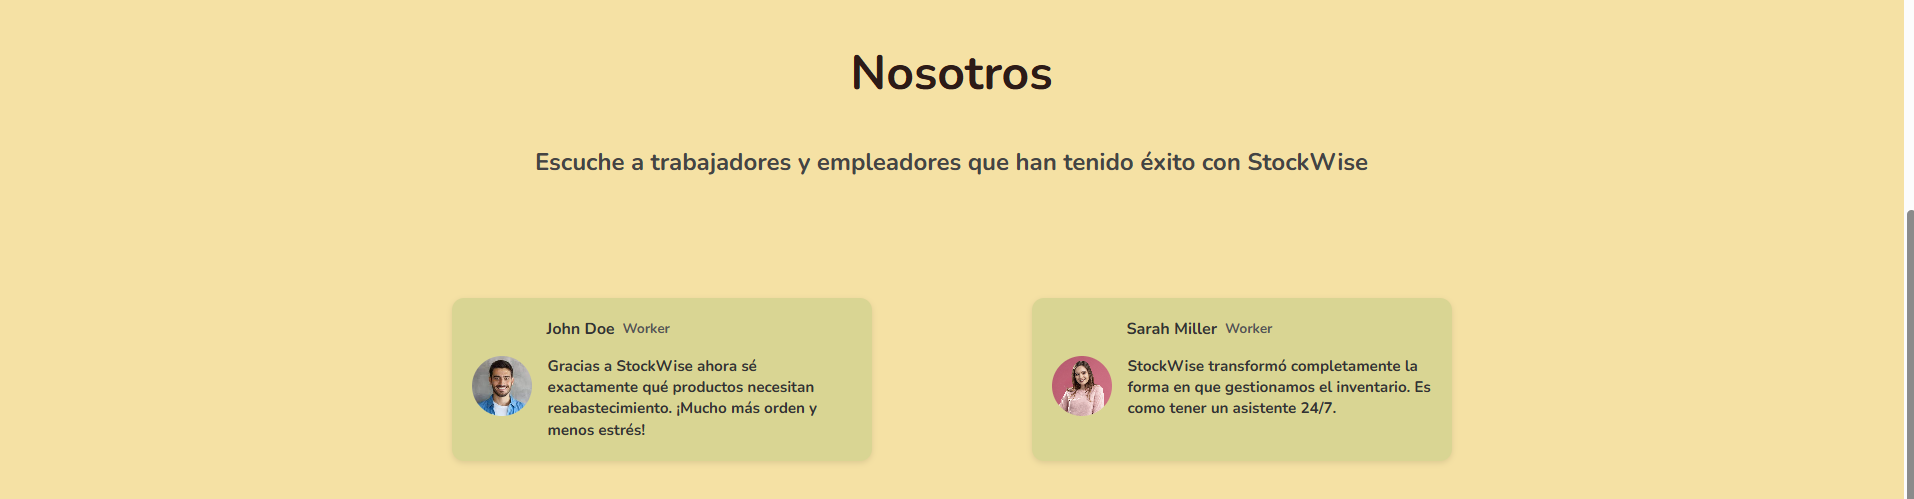 Nosotros
Escuche a trabajadores y empleadores que han tenido éxito con StockWise
John Doe Worker
Gracias a StockWise ahora sé
exactamente qué productos necesitan
reabastecimiento. ¡Mucho más orden y
menos estrés!
Sarah Miller Worker
StockWise transformó completamente la
forma en que gestionamos el inventario. Es
como tener un asistente 24/7.